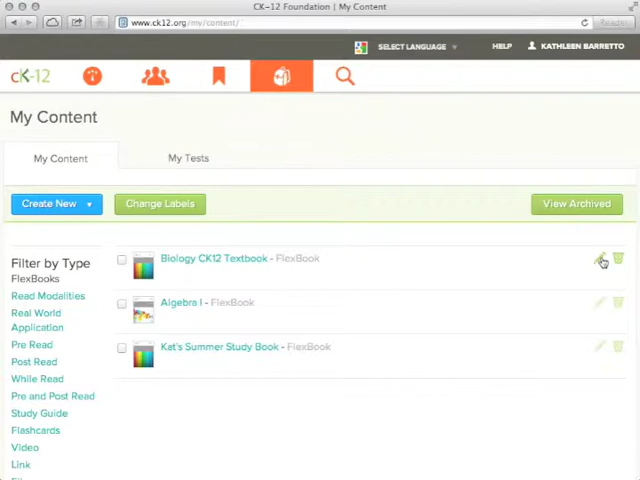 CK-12 Foundation | My Content
www.ck12.org/my/content/
Reader
SELECT LANGUAGE
HELP
KATHLEEN BARRETTO
cK-12
My Content
My Content
My Tests
Create New
Change Labels
View Archived
Filter by Type
FlexBooks
Read Modalities
Real World
Application
Pre Read
Post Read
While Read
Pre and Post Read
Study Guide
Flashcards
Video
Link
Biology CK12 Textbook - FlexBook
Algebra I - FlexBook
Kat's Summer Study Book - FlexBook